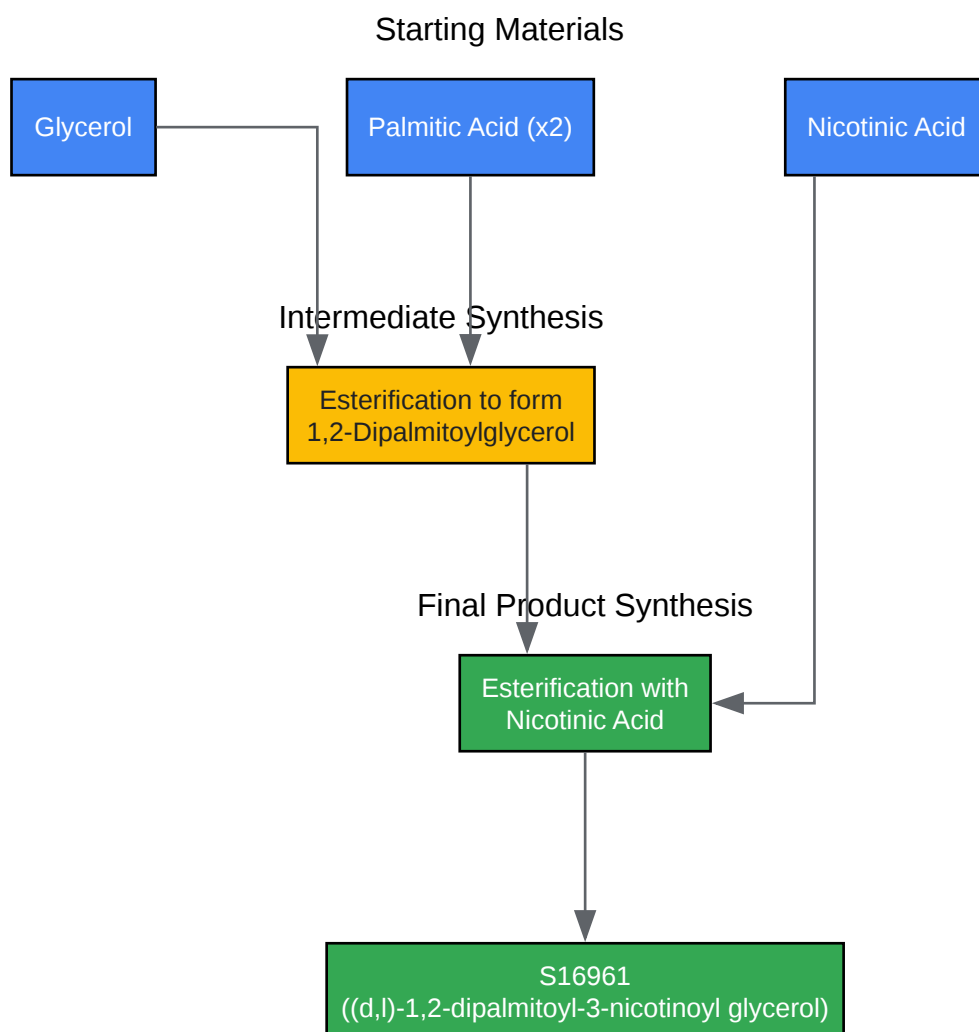 Starting Materials
Glycerol
Palmitic Acid (x2)
Nicotinic Acid
Intermediate Synthesis
Esterification to form
1,2-Dipalmitoylglycerol
Final Product Synthesis
Esterification with
Nicotinic Acid
S16961
((d,l)-1,2-dipalmitoyl-3-nicotinoyl glycerol)